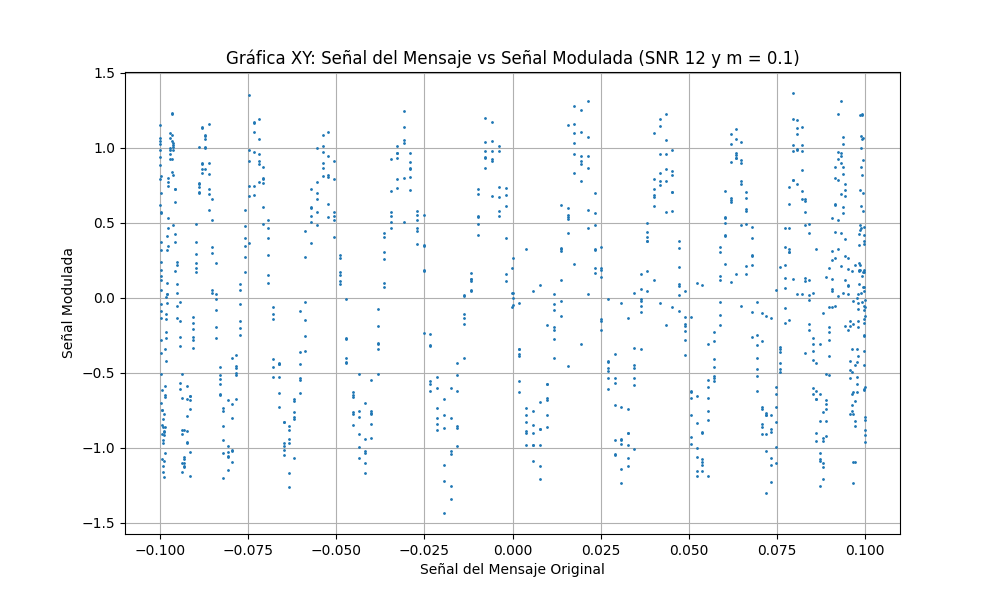 Gráfica XY: Señal del Mensaje vs Señal Modulada (SNR 12 y m = 0.1)
1.5
1.0
0.5
0.0
−0.5
−1.0
−1.5
Señal Modulada
−0.100 −0.075 −0.050 −0.025 0.000 0.025 0.050 0.075 0.100
Señal del Mensaje Original